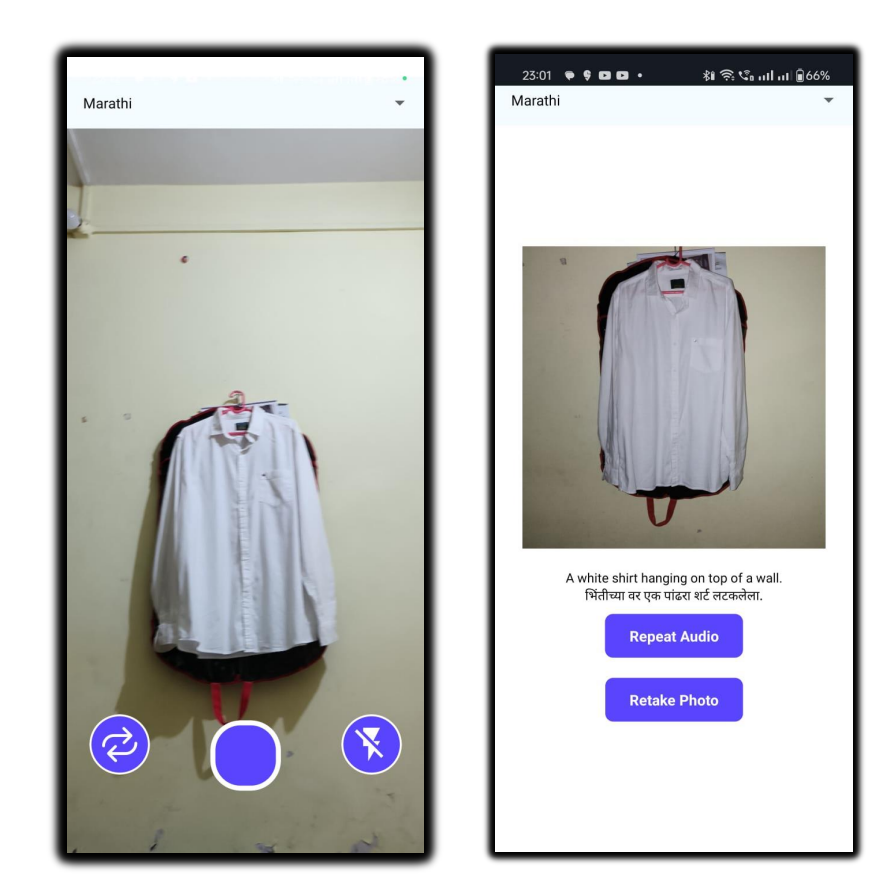 Marathi
23:01 66%
Marathi
A white shirt hanging on top of a wall.
भिंतीच्या वर एक पांढरा शर्ट लटकलेला.
Repeat Audio
Retake Photo